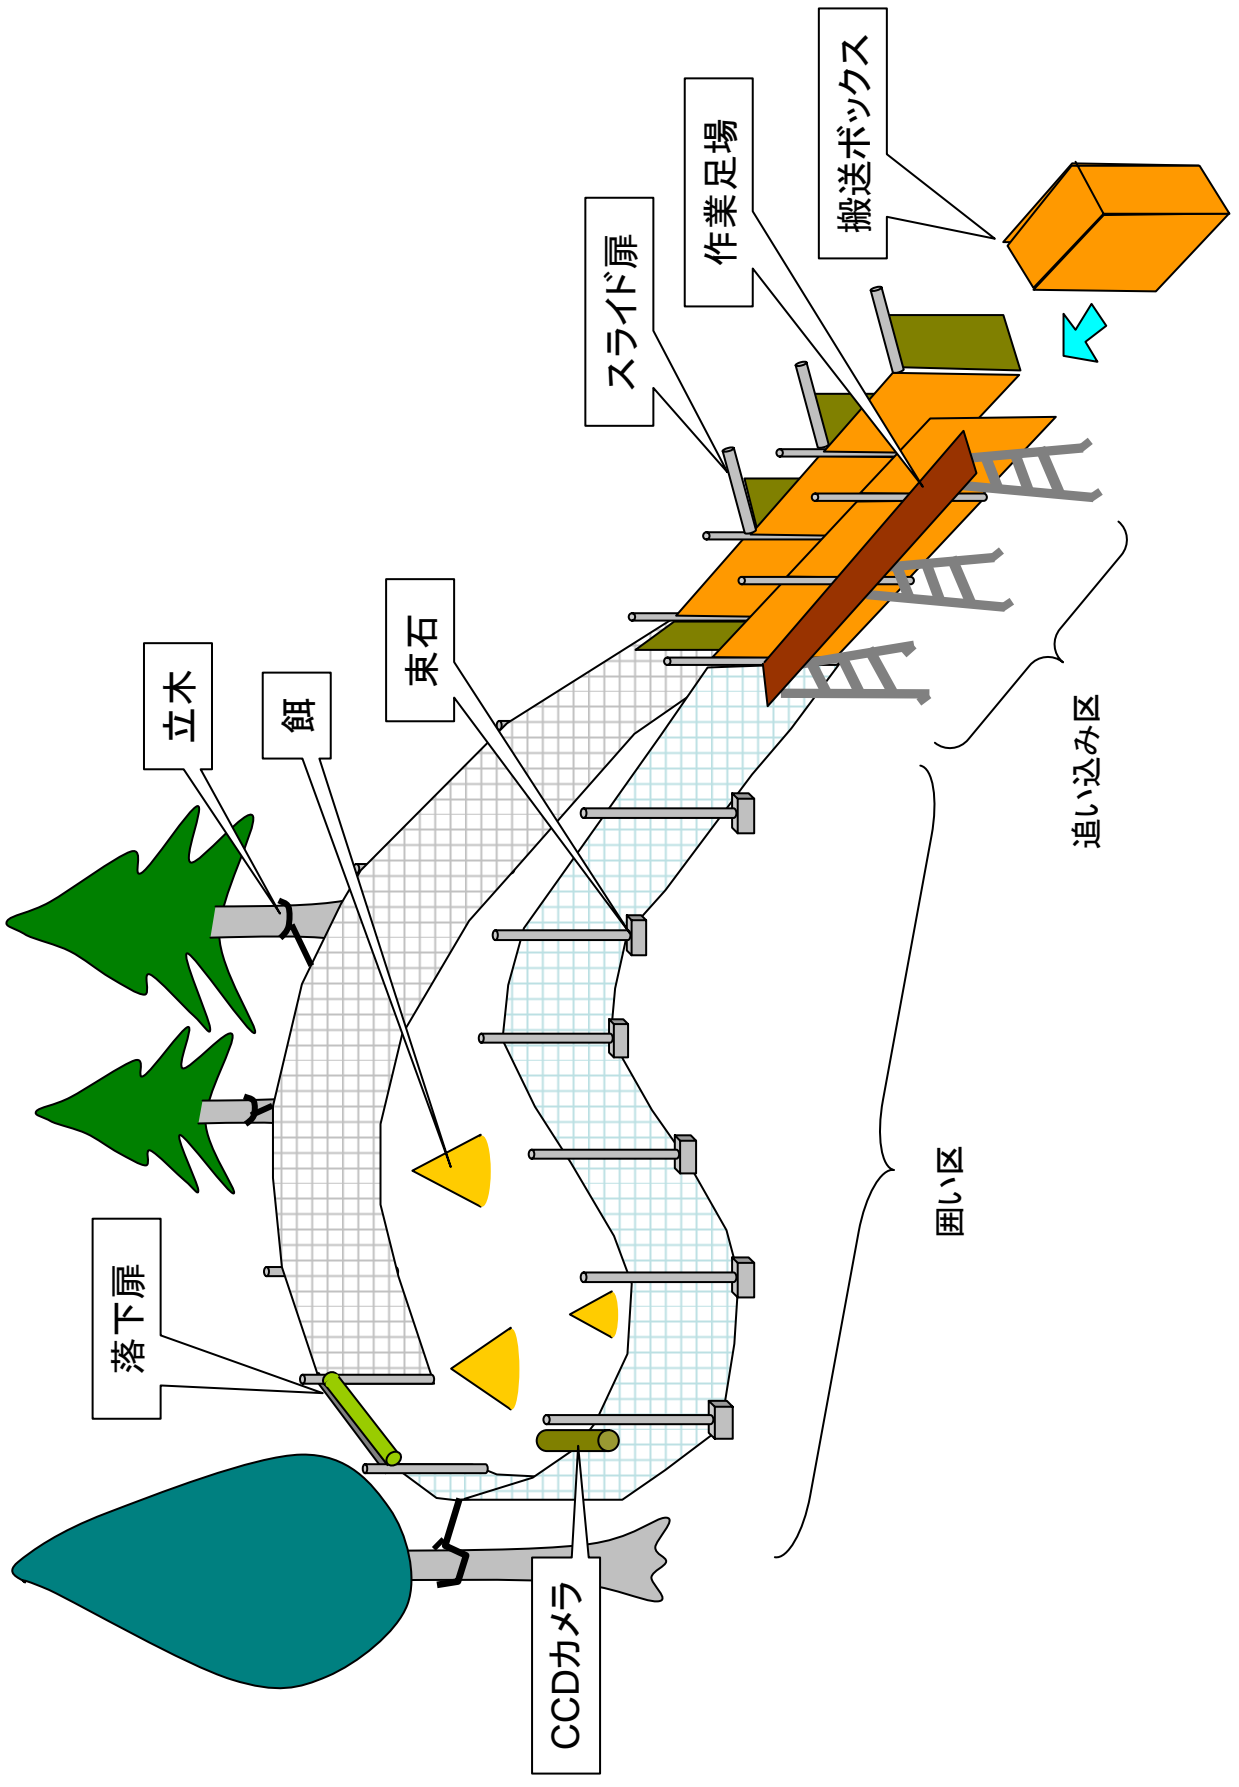 落下扉
立木
餌
束石
スライド扉
作業足場
搬送ボックス
CCDカメラ
囲い区
追い込み区